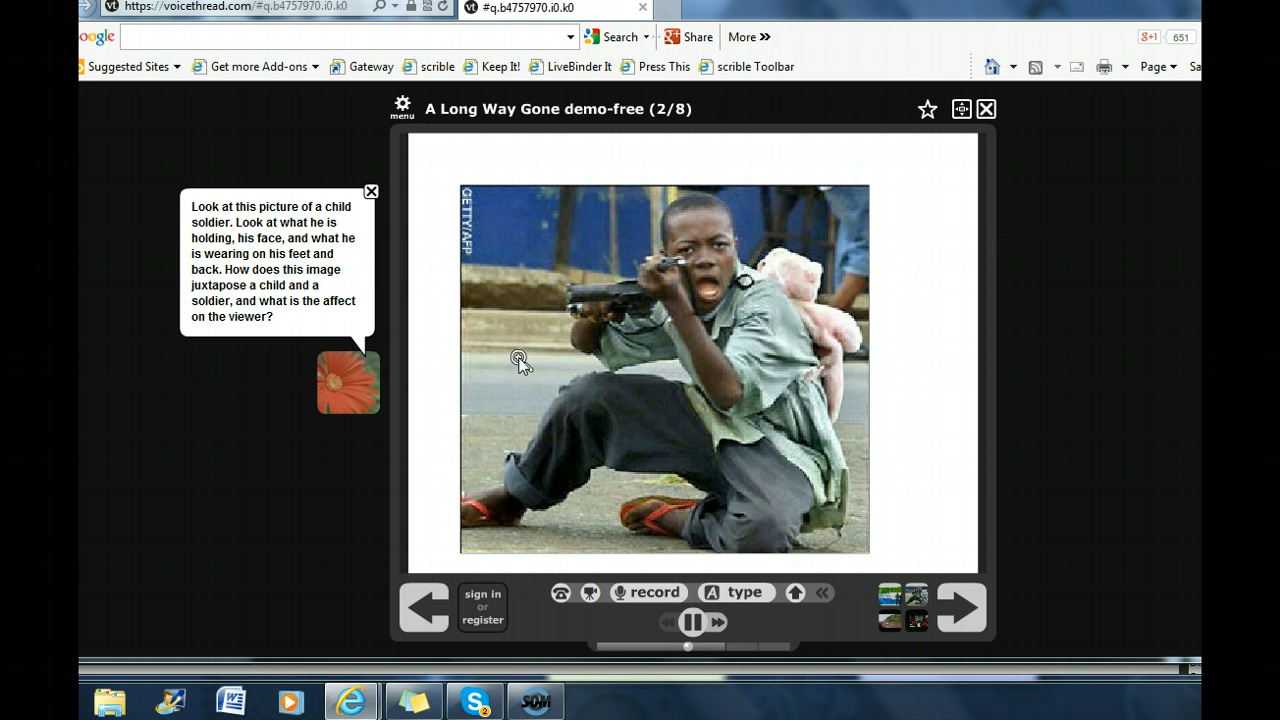 https://voicethread.com/#q.b4757970.i0.k0
#q.b4757970.i0.k0
oogle
Search
Share
More »
g+1
651
Suggested Sites
Get more Add-ons
Gateway
scrible
Keep It!
LiveBinder It
Press This
scrible Toolbar
Page
Sa
menu
A Long Way Gone demo-free (2/8)
GETTY/AFP
Look at this picture of a child
soldier. Look at what he is
holding, his face, and what he
is wearing on his feet and
back. How does this image
juxtapose a child and a
soldier, and what is the affect
on the viewer?
sign in
or
register
record
A type
W
S
2
SDM